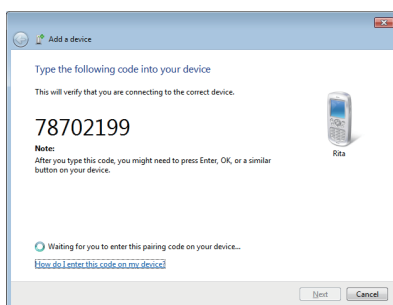 Add a device
Type the following code into your device
This will verify that you are connecting to the correct device.
78702199
Note:
After you type this code, you might need to press Enter, OK, or a similar
button on your device.
Rita
Waiting for you to enter this pairing code on your device...
How do I enter this code on my device?
Next Cancel